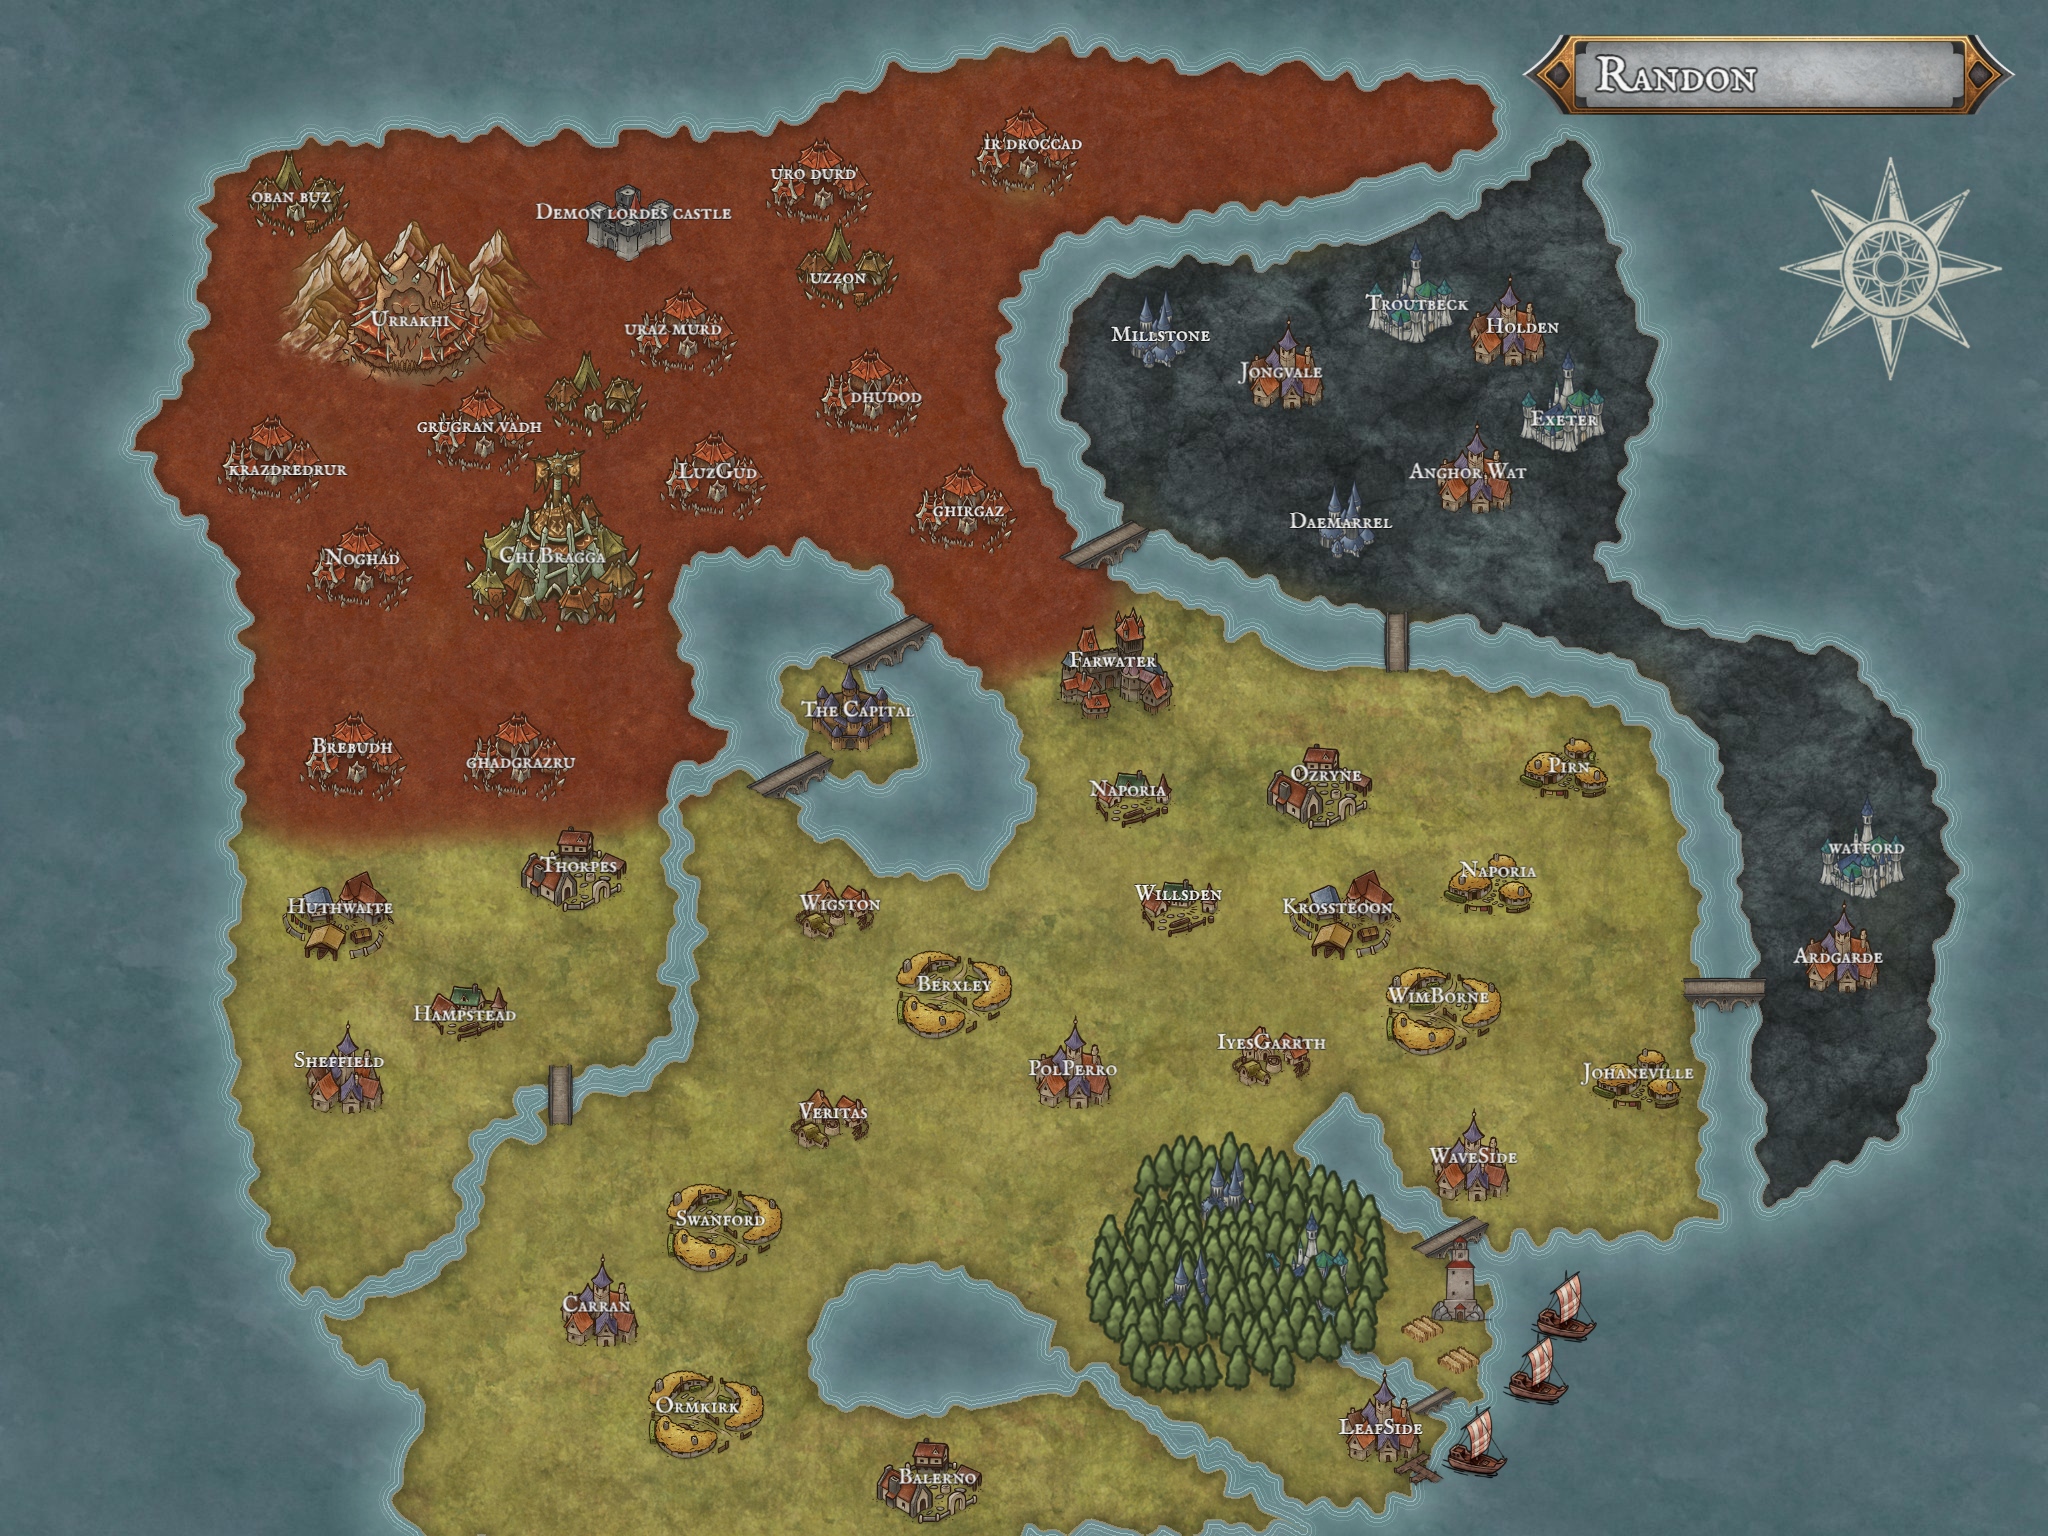 Randon
Ir Droccad
Uro Durd
Oban Buz
Demon lordes castle
Uzzon
Urrakhi
Uraz Murd
Dhudod
Grugran Vadh
Krazdredrur
LuzGud
Ghirgaz
Noghad
Chi Bragga
Brebudh
Ghadgrazru
Troutbeck
Holden
Millstone
Jongvale
Exeter
Anghor Wat
Daemarrel
Watford
Ardgarde
Farwater
The Capital
Pirn
Ozryne
Naporia
Thorpes
Naporia
Willsden
Wigston
Huthwaite
Krossteoon
Berxley
WimBorne
Hampstead
IyesGarrth
Sheffield
PolPerro
Johaneville
Veritas
WaveSide
Swanford
Carran
Ormkirk
LeafSide
Balerno